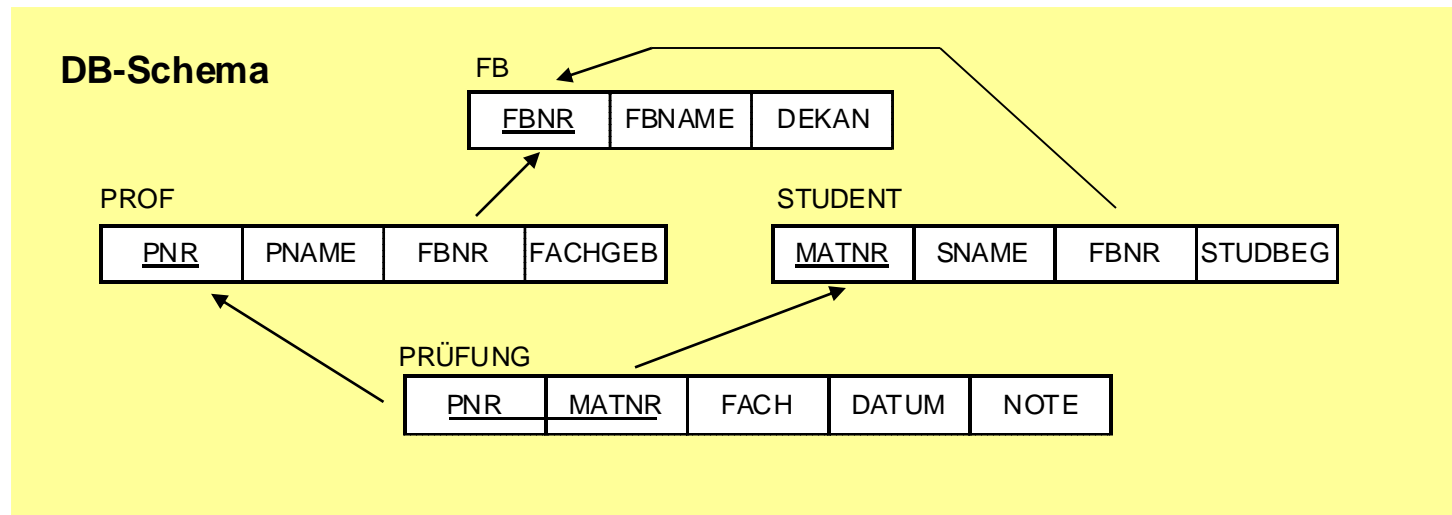 DB-Schema
FB
FBNR FBNAME DEKAN
PROF
PNR PNAME FBNR FACHGEB
STUDENT
MATNR SNAME FBNR STUDBEG
PRÜFUNG
PNR MATNR FACH DATUM NOTE